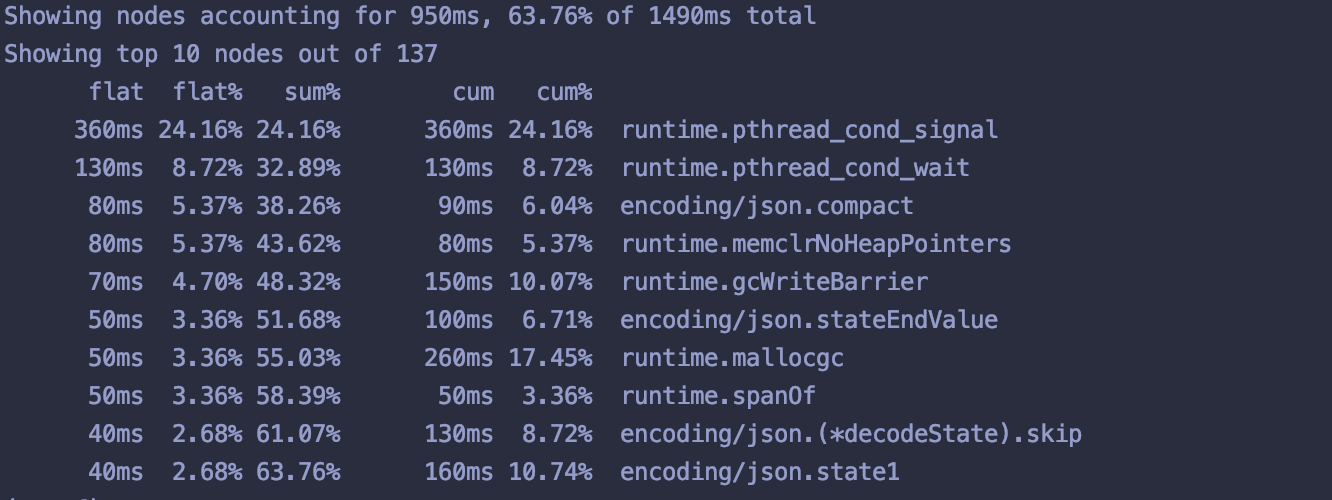 Showing nodes accounting for 950ms, 63.76% of 1490ms total
Showing top 10 nodes out of 137
flat flat% sum% cum cum%
360ms 24.16% 24.16% 360ms 24.16% runtime.pthread_cond_signal
130ms 8.72% 32.89% 130ms 8.72% runtime.pthread_cond_wait
80ms 5.37% 38.26% 90ms 6.04% encoding/json.compact
80ms 5.37% 43.62% 80ms 5.37% runtime.memclrNoHeapPointers
70ms 4.70% 48.32% 150ms 10.07% runtime.gcWriteBarrier
50ms 3.36% 51.68% 100ms 6.71% encoding/json.stateEndValue
50ms 3.36% 55.03% 260ms 17.45% runtime.mallocgc
50ms 3.36% 58.39% 50ms 3.36% runtime.spanOf
40ms 2.68% 61.07% 130ms 8.72% encoding/json.(*decodeState).skip
40ms 2.68% 63.76% 160ms 10.74% encoding/json.state1